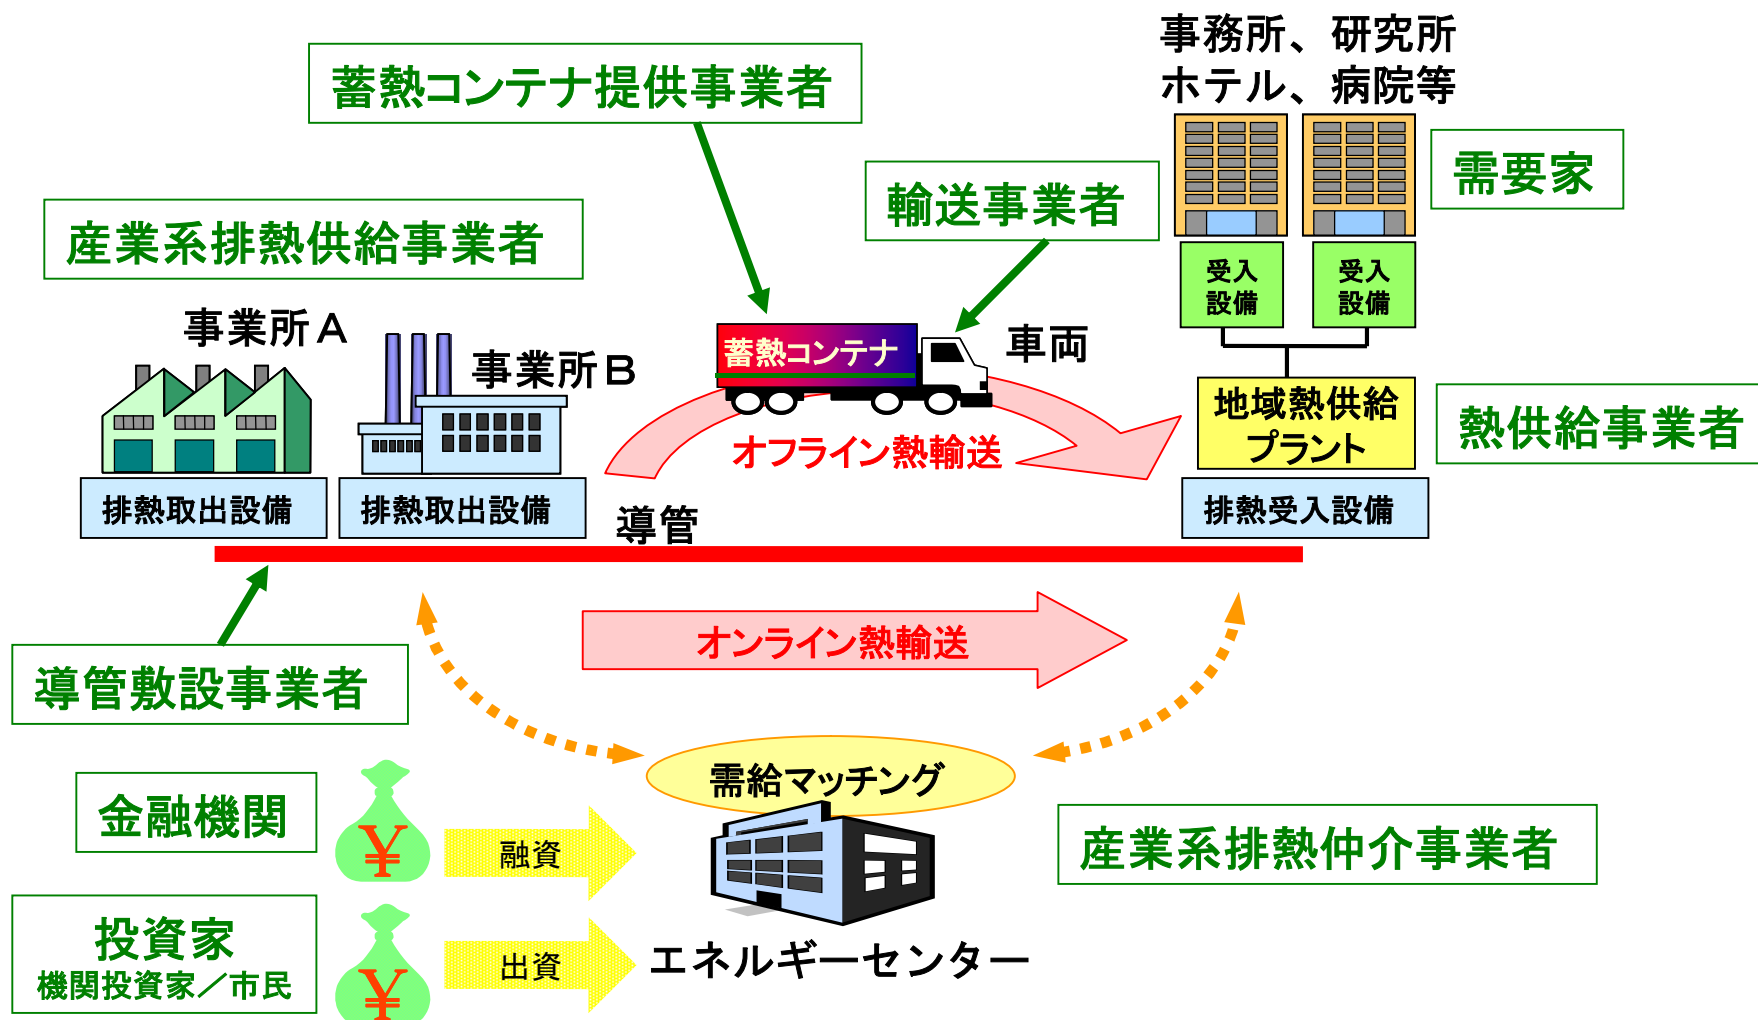 事務所、研究所
ホテル、病院等
蓄熱コンテナ提供事業者
需要家
輸送事業者
産業系排熱供給事業者
受入
設備
受入
設備
事業所A
事業所B
蓄熱コンテナ
車両
地域熱供給
プラント
熱供給事業者
オフライン熱輸送
排熱取出設備
排熱取出設備
導管
排熱受入設備
オンライン熱輸送
導管敷設事業者
需給マッチング
金融機関
¥
融資
産業系排熱仲介事業者
投資家
機関投資家/市民
¥
出資
エネルギーセンター